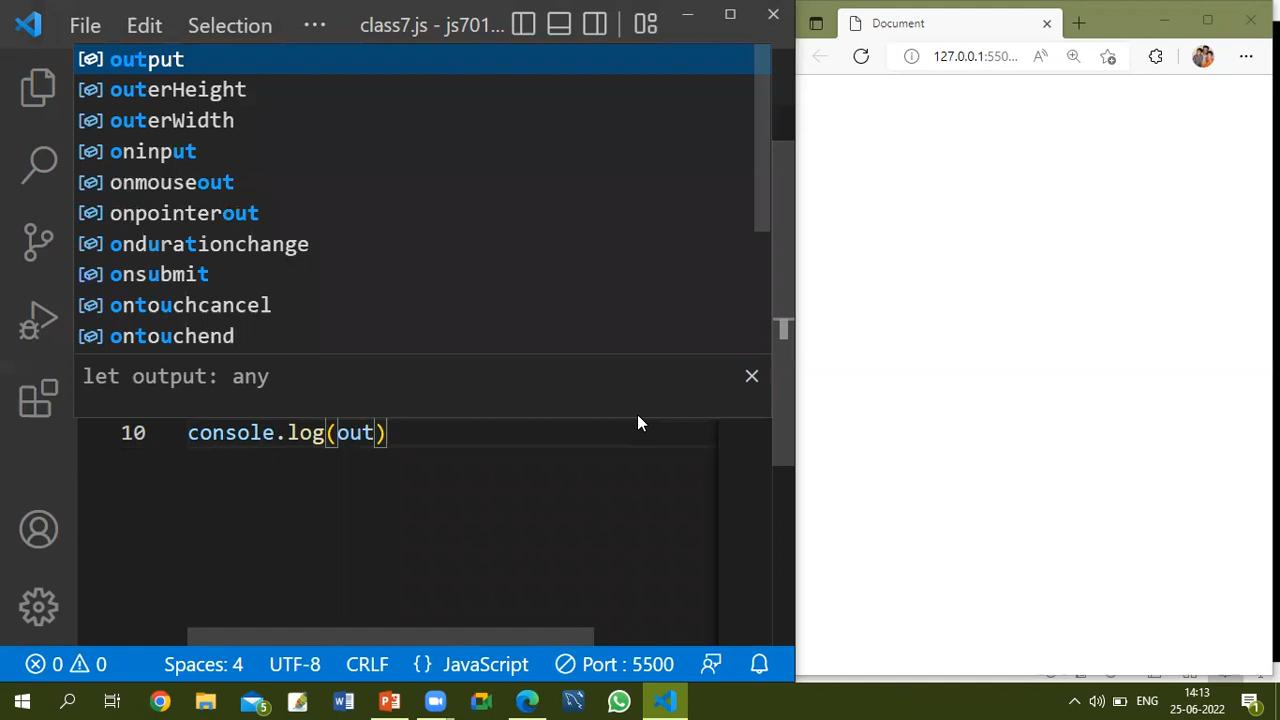 File Edit Selection ··· class7.js - js701...
output
outerHeight
outerWidth
oninput
onmouseout
onpointerout
ondurationchange
onsubmit
ontouchcancel
ontouchend
let output: any
10 console.log(out)
0 0 Spaces: 4 UTF-8 CRLF {} JavaScript Port : 5500
Document
127.0.0.1:550...
5
ENG
14:13
25-06-2022
1